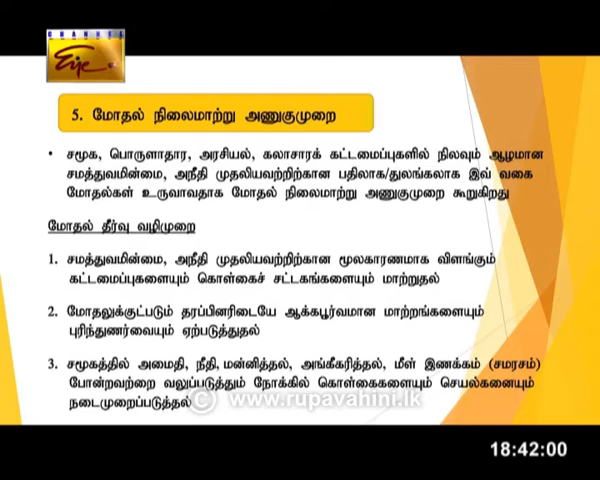 CHANNEL
Eye
5. மோதல் நிலைமாற்று அணுகுமுறை
• சமூக, பொருளாதார, அரசியல், கலாசாரக் கட்டமைப்புகளில் நிலவும் ஆழமான
சமத்துவமின்மை, அநீதி முதலியவற்றிற்கான பதிலாக/துலங்கலாக இவ் வகை
மோதல்கள் உருவாவதாக மோதல் நிலைமாற்று அணுகுமுறை கூறுகிறது
மோதல் தீர்வு வழிமுறை
1. சமத்துவமின்மை, அநீதி முதலியவற்றிற்கான மூலகாரணமாக விளங்கும்
கட்டமைப்புகளையும் கொள்கைச் சட்டகங்களையும் மாற்றுதல்
2. மோதலுக்குட்படும் தரப்பினரிடையே ஆக்கபூர்வமான மாற்றங்களையும்
புரிந்துணர்வையும் ஏற்படுத்துதல்
3. சமூகத்தில் அமைதி, நீதி, மன்னித்தல், அங்கீகரித்தல், மீள் இணக்கம் (சமரசம்)
போன்றவற்றை வலுப்படுத்தும் நோக்கில் கொள்கைகளையும் செயல்கனையும்
நடைமுறைப்படுத்தல்
© www.rupavahini.lk
18:42:00